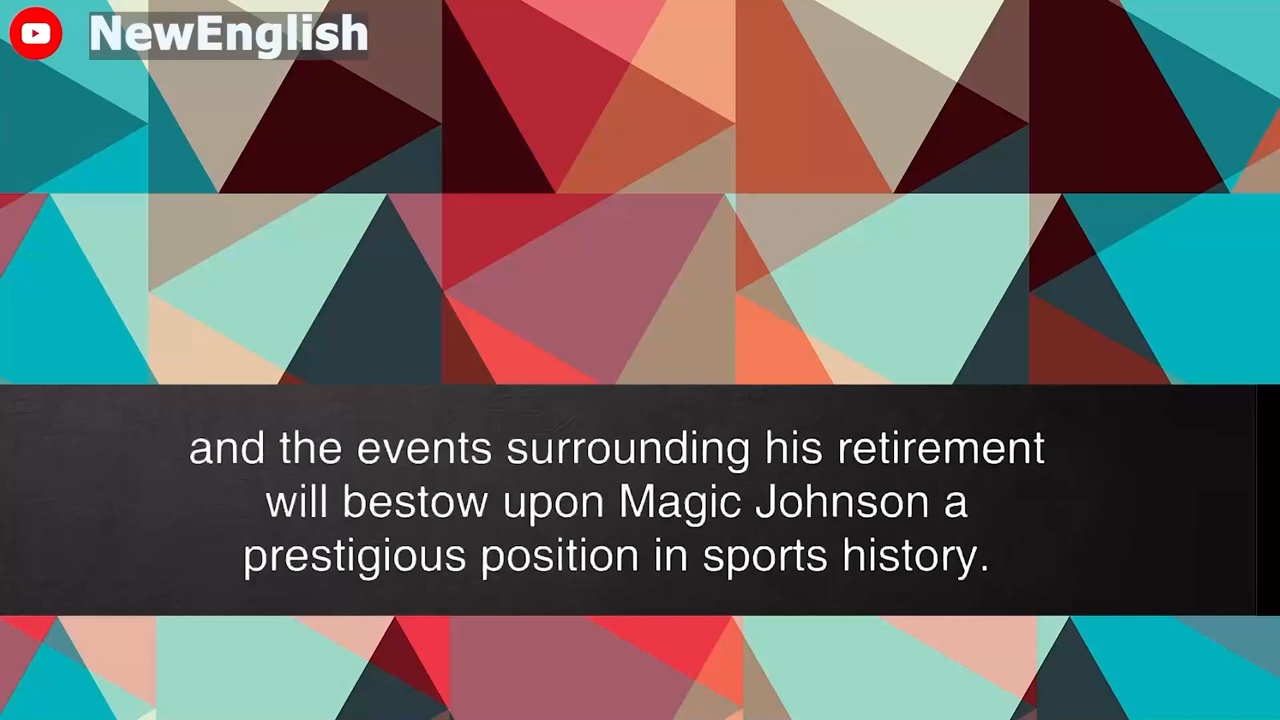 NewEnglish
and the events surrounding his retirement
will bestow upon Magic Johnson a
prestigious position in sports history.